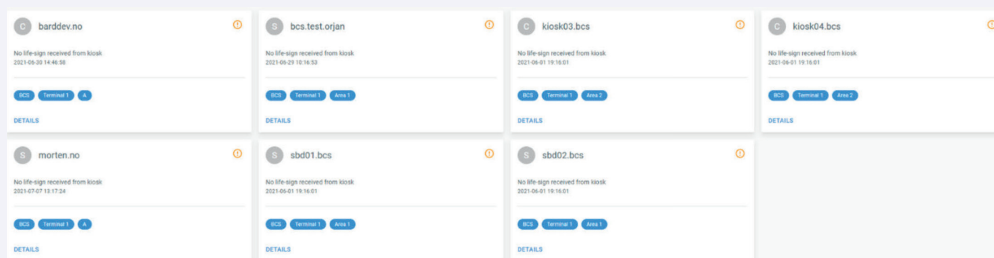 C barddev.no
No life-sign received from kiosk
2021-06-30 14:46:58
BCS Terminal 1 A
DETAILS
S bcs.test.orjan
No life-sign received from kiosk
2021-06-29 10:16:53
BCS Terminal 1 Area 1
DETAILS
C kiosk03.bcs
No life-sign received from kiosk
2021-06-01 19:16:01
BCS Terminal 1 Area 2
DETAILS
C kiosk04.bcs
No life-sign received from kiosk
2021-06-01 19:16:01
BCS Terminal 1 Area 2
DETAILS
S morten.no
No life-sign received from kiosk
2021-07-07 13:17:24
BCS Terminal 1 A
DETAILS
S sbd01.bcs
No life-sign received from kiosk
2021-06-01 19:16:01
BCS Terminal 1 Area 1
DETAILS
S sbd02.bcs
No life-sign received from kiosk
2021-06-01 19:16:01
BCS Terminal 1 Area 1
DETAILS